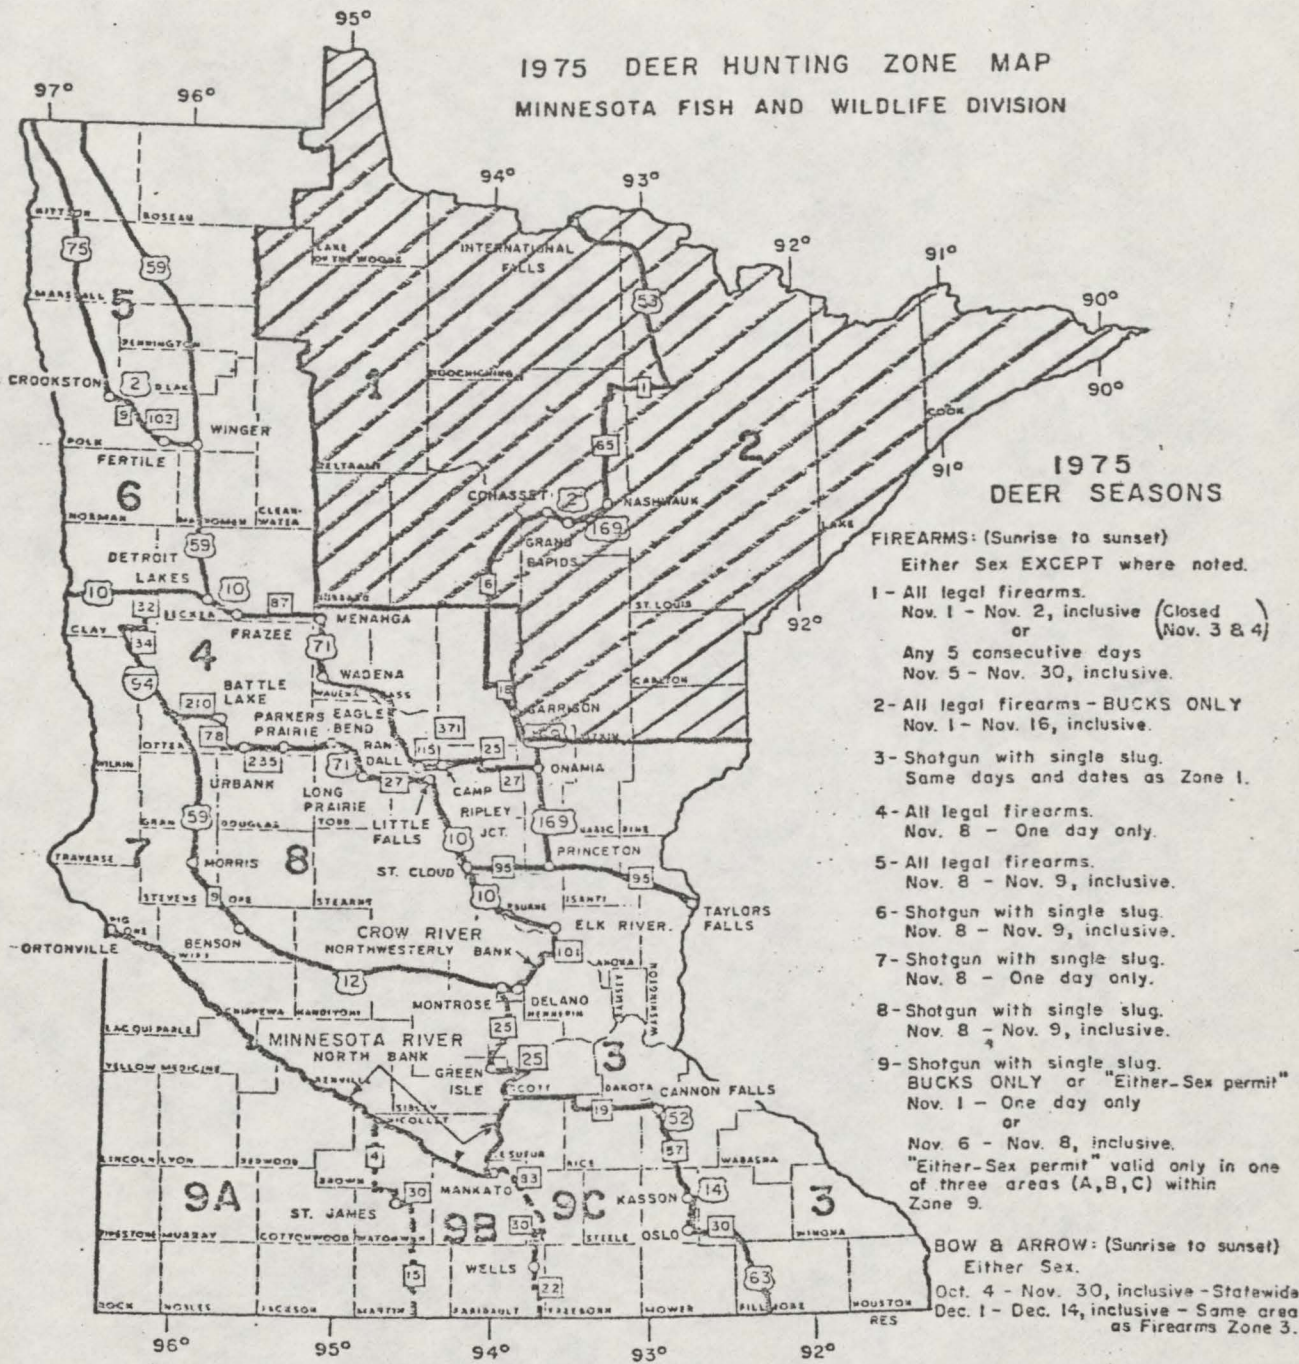 95°
1975 DEER HUNTING ZONE MAP
MINNESOTA FISH AND WILDLIFE DIVISION
97°
96°
94°
93°
92°
91°
90°
KITTSON
ROSEAU
LAKE
OF THE WOODS
INTERNATIONAL
FALLS
75
59
53
MARSHALL
5
PENNINGTON
CROOKSTON
2
R.LAKE
9
102
KOOCHICHING
1
1
90°
COOK
POLK
WINGER
FERTILE
65
2
91°
6
BELTRAMI
COHASSET
2
NASHWAUK
NORMAN
MAHNOMEN
CLEAR-
WATER
169
LAKE
GRAND
RAPIDS
59
DETROIT
LAKES
6
10
10
87
HUBBARD
ST. LOUIS
32
BECKER
FRAZEE
MENAHGA
92°
CLAY
34
4
71
WADENA
94
WADENA
CASS
CARLTON
BATTLE
LAKE
210
18
GARRISON
PARKERS
PRAIRIE
EAGLE
BEND
371
169
AITKIN
78
RAN-
DALL
115
25
OTTER
235
71
ONAMIA
WILKIN
URBANK
27
CAMP
RIPLEY
JCT.
27
LONG
PRAIRIE
59
GRANT
DOUGLAS
TODD
LITTLE
FALLS
10
169
KANABEC
PINE
7
8
PRINCETON
TRAVERSE
MORRIS
ST. CLOUD
95
95
STEVENS
9
POPE
STEARNS
10
ISANTI
TAYLORS
FALLS
BIG
STONE
CROW RIVER
ELK RIVER
ORTONVILLE
BENSON
SWIFT
NORTHWESTERLY BANK
101
ANOKA
RAMSEY
WASHINGTON
12
MONTROSE
DELANO
CHIPPEWA
KANDIYOHI
HENNEPIN
25
LAC QUI PARLE
MINNESOTA RIVER
NORTH BANK
3
25
YELLOW MEDICINE
RENVILLE
GREEN
ISLE
SCOTT
DAKOTA
CANNON FALLS
SIBLEY
NICOLLET
19
52
LINCOLN
LYON
REDWOOD
4
LE SUEUR
RICE
57
WABASHA
9A
BROWN
30
MANKATO
83
9C
KASSON
14
3
ST. JAMES
9B
30
OSLO
30
PIPESTONE
MURRAY
COTTONWOOD
WATONWAN
STEELE
WINONA
15
WELLS
22
63
ROCK
NOBLES
JACKSON
MARTIN
FARIBAULT
FREEBORN
MOWER
FILLMORE
HOUSTON
RES
96°
95°
94°
93°
92°
1975
DEER SEASONS
FIREARMS: (Sunrise to sunset)
Either Sex EXCEPT where noted.
1 - All legal firearms.
Nov. 1 - Nov. 2, inclusive (Closed Nov. 3 & 4)
or
Any 5 consecutive days
Nov. 5 - Nov. 30, inclusive.
2 - All legal firearms - BUCKS ONLY
Nov. 1 - Nov. 16, inclusive.
3 - Shotgun with single slug.
Same days and dates as Zone 1.
4 - All legal firearms.
Nov. 8 - One day only.
5 - All legal firearms.
Nov. 8 - Nov. 9, inclusive.
6 - Shotgun with single slug.
Nov. 8 - Nov. 9, inclusive.
7 - Shotgun with single slug.
Nov. 8 - One day only.
8 - Shotgun with single slug.
Nov. 8 - Nov. 9, inclusive.
9 - Shotgun with single slug.
BUCKS ONLY or "Either-Sex permit"
Nov. 1 - One day only
or
Nov. 6 - Nov. 8, inclusive.
"Either-Sex permit" valid only in one
of three areas (A, B, C) within
Zone 9.
BOW & ARROW: (Sunrise to sunset)
Either Sex.
Oct. 4 - Nov. 30, inclusive - Statewide
Dec. 1 - Dec. 14, inclusive - Same area
as Firearms Zone 3.